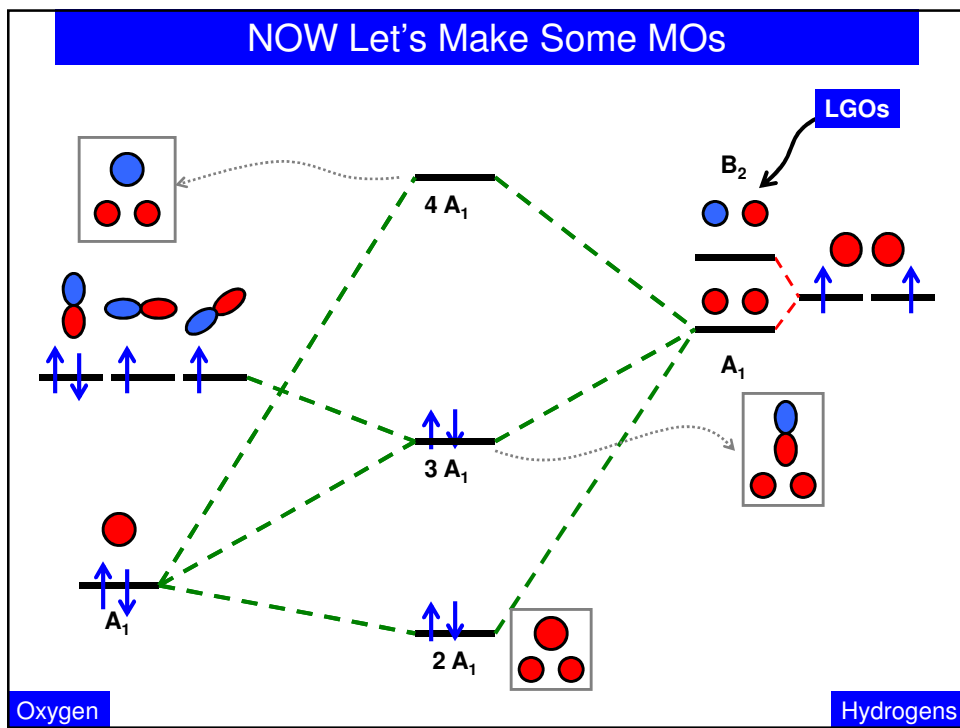 NOW Let's Make Some MOs
LGOs
B₂
4 A₁
A₁
3 A₁
A₁
2 A₁
Oxygen
Hydrogens